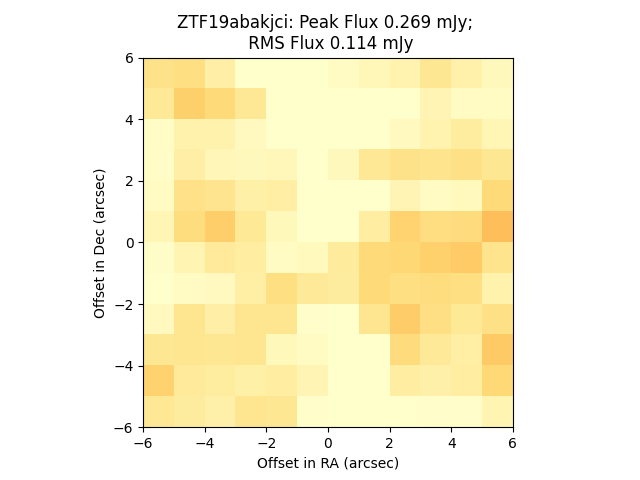 ZTF19abakjci: Peak Flux 0.269 mJy;
RMS Flux 0.114 mJy
6
4
2
0
−2
−4
−6
Offset in Dec (arcsec)
−6 −4 −2 0 2 4 6
Offset in RA (arcsec)